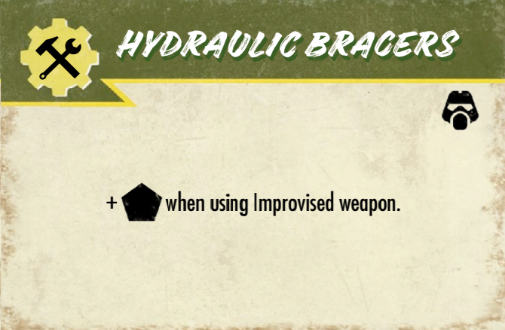 HYDRAULIC BRACERS
+ when using Improvised weapon.